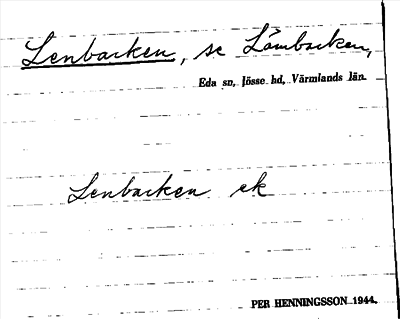 Lenbacken, se Lämbacken,
Eda sn, Jösse hd, Värmlands län.
Lenbacken ek
PER HENNINGSSON 1944.